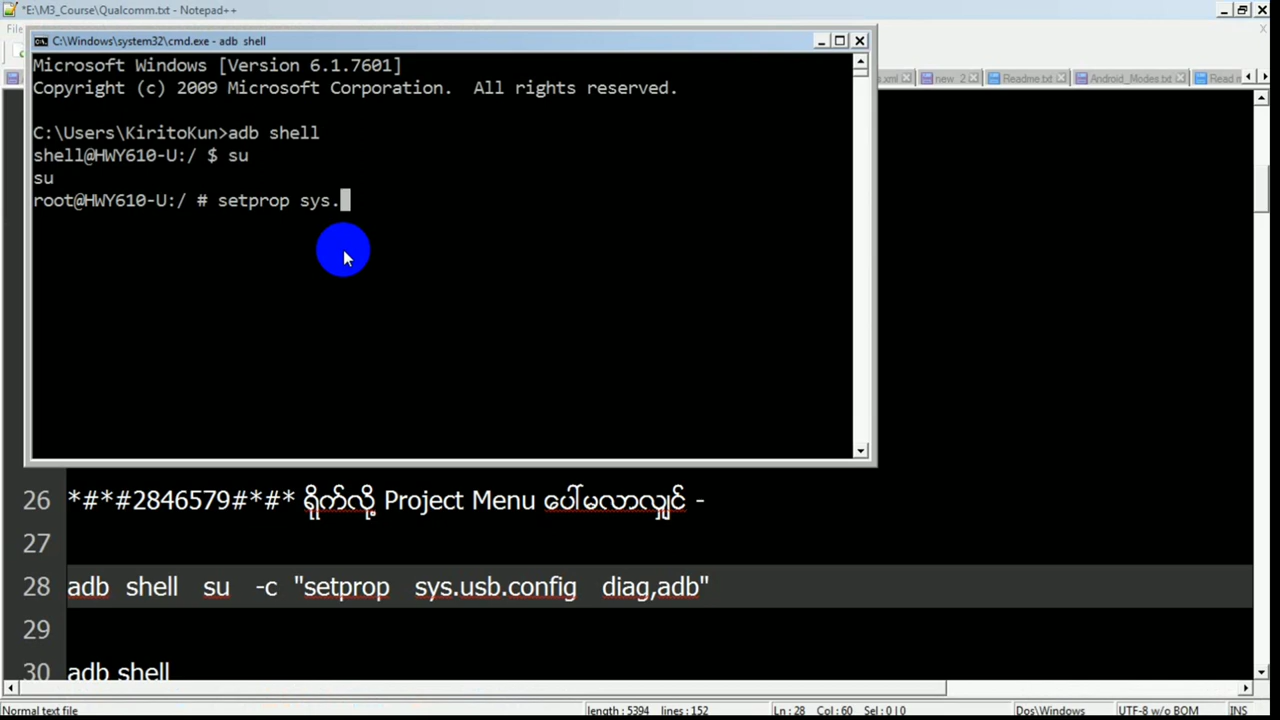 *E:\M3_Course\Qualcomm.txt - Notepad++
File
C:\Windows\system32\cmd.exe - adb shell
.xml new 2 Readme.txt Android_Modes.txt Read m
Microsoft Windows [Version 6.1.7601]
Copyright (c) 2009 Microsoft Corporation. All rights reserved.
C:\Users\KiritoKun>adb shell
shell@HWY610-U:/ $ su
su
root@HWY610-U:/ # setprop sys.
26 *#*#2846579#*#* ရိုက်လို့ Project Menu ပေါ်မလာလျှင် -
27
28 adb shell su -c "setprop sys.usb.config diag,adb"
29
30 adb shell
Normal text file length : 5394 lines : 152 Ln : 28 Col : 60 Sel : 0 | 0 Dos\Windows UTF-8 w/o BOM INS